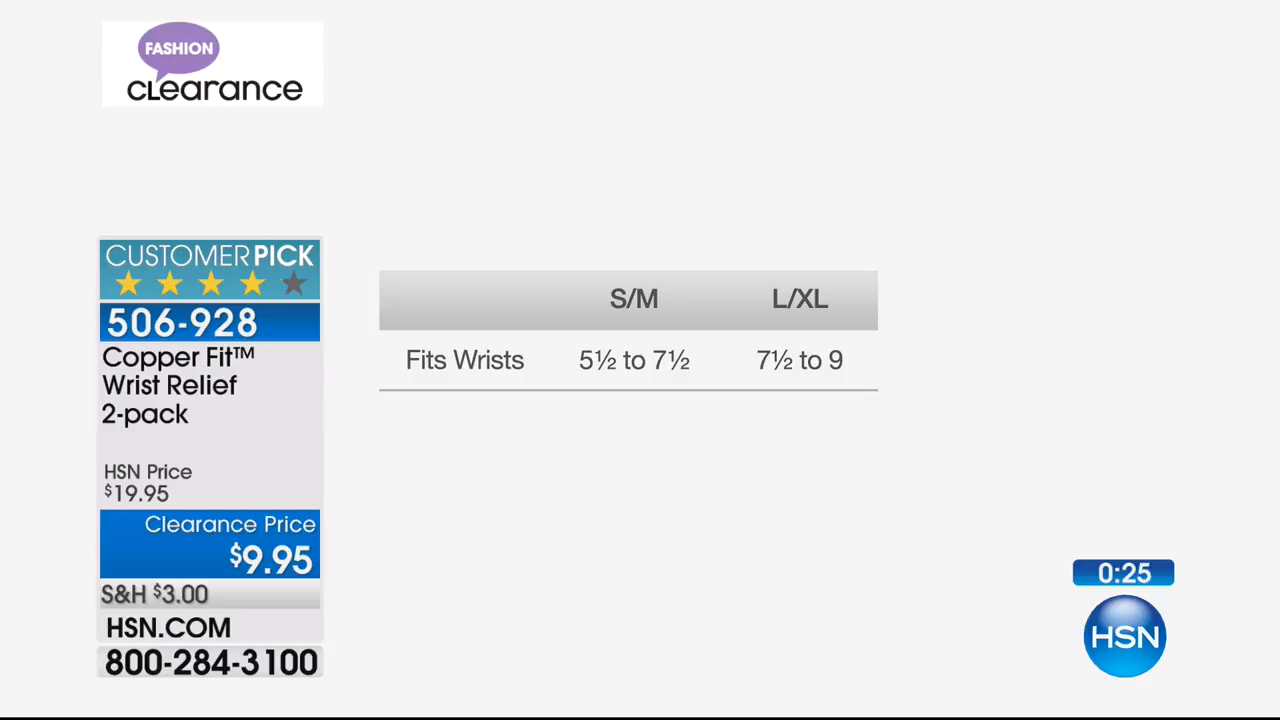 FASHION
CLearance
CUSTOMERPICK
506-928
Copper Fit™
Wrist Relief
2-pack
HSN Price
$19.95
Clearance Price
$9.95
S&H $3.00
HSN.COM
800-284-3100
S/M L/XL
Fits Wrists 5½ to 7½ 7½ to 9
0:25
HSN